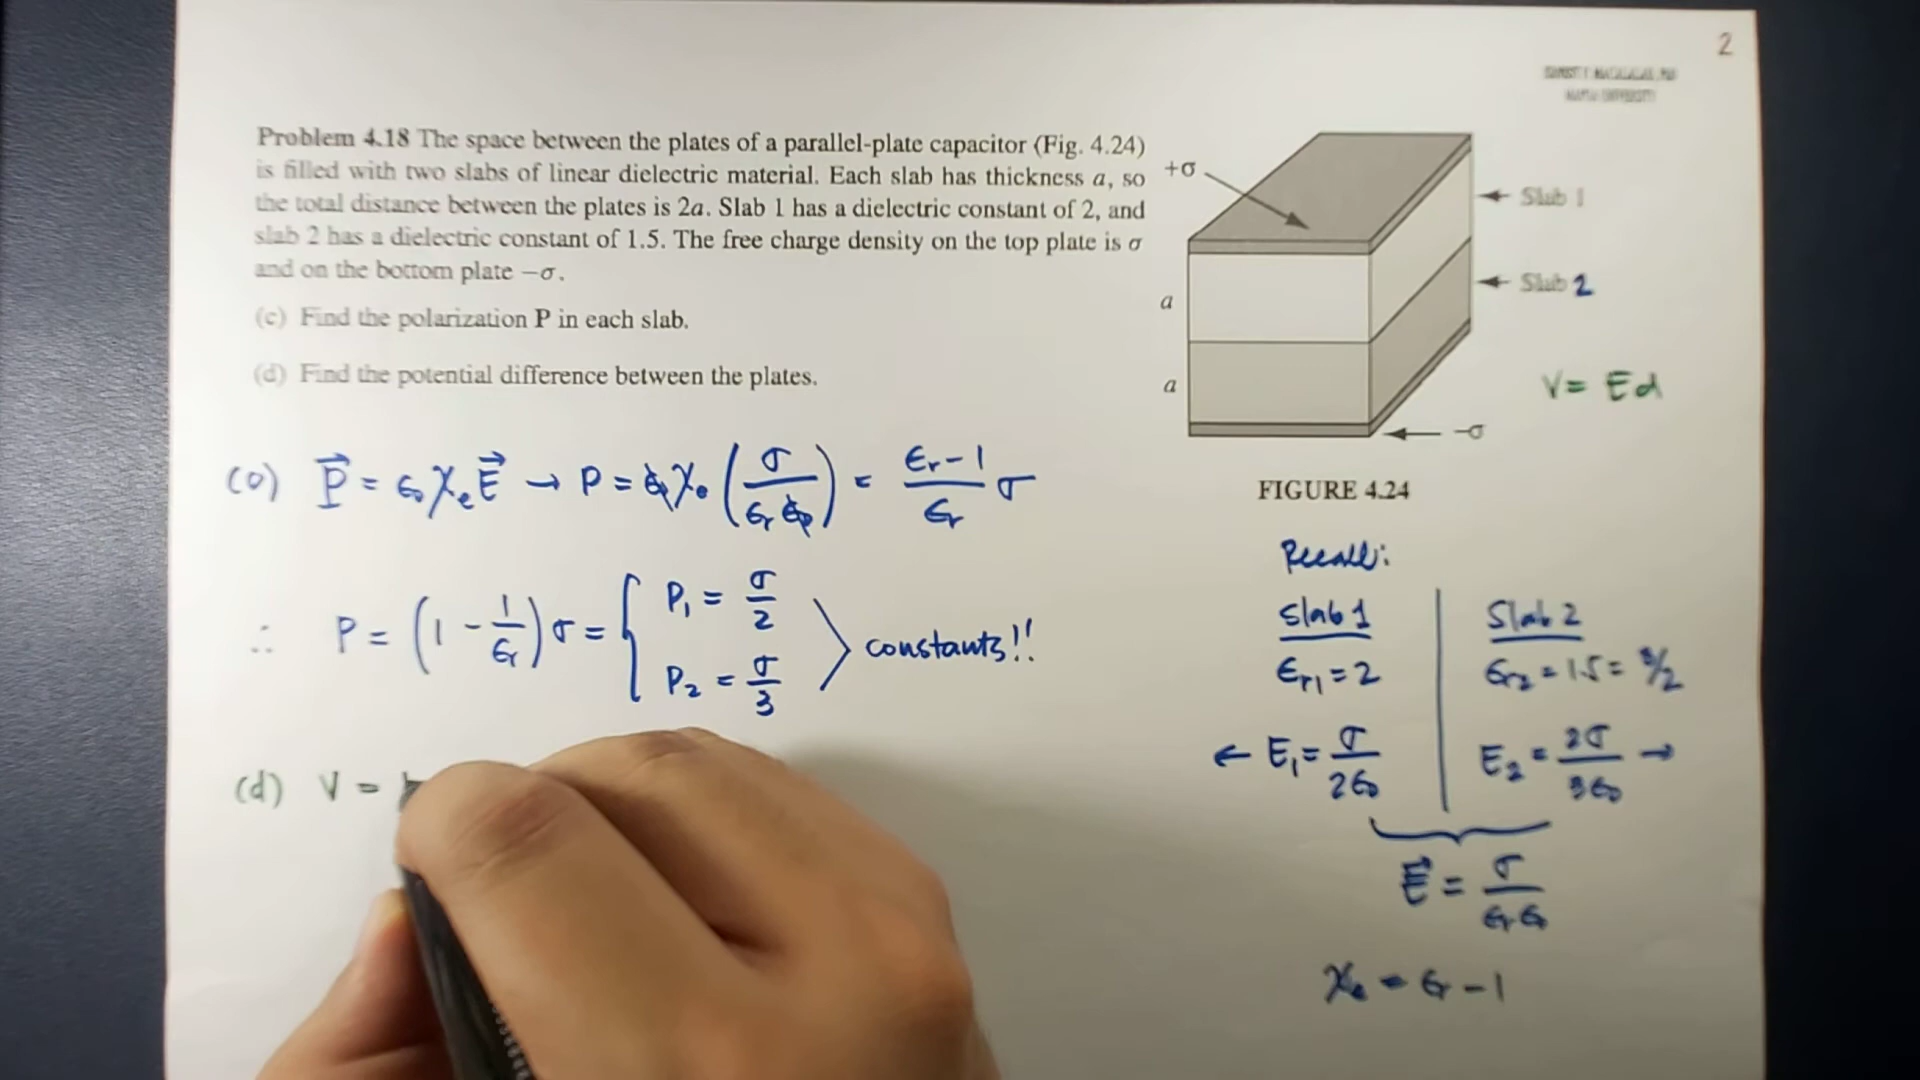 2
Problem 4.18 The space between the plates of a parallel-plate capacitor (Fig. 4.24)
is filled with two slabs of linear dielectric material. Each slab has thickness a, so
the total distance between the plates is 2a. Slab 1 has a dielectric constant of 2, and
slab 2 has a dielectric constant of 1.5. The free charge density on the top plate is σ
and on the bottom plate −σ.
(c) Find the polarization P in each slab.
(d) Find the potential difference between the plates.
+σ
Slab 1
Slab 2
a
a
−σ
V = Ed
FIGURE 4.24
(c) P⃗ = ϵ₀χₑE⃗ → P = ϵ₀χₑ(σ/ϵᵣϵ₀) = (ϵᵣ−1)/ϵᵣ σ
∴ P = (1 − 1/ϵᵣ)σ = { P₁ = σ/2
P₂ = σ/3 } constants!!
(d) V =
Recall:
Slab 1
ϵᵣ₁ = 2
← E₁ = σ/2ϵ₀
Slab 2
ϵᵣ₂ = 1.5 = 3/2
E₂ = 2σ/3ϵ₀ →
E⃗ = σ/ϵᵣϵ₀
χₑ = ϵᵣ − 1